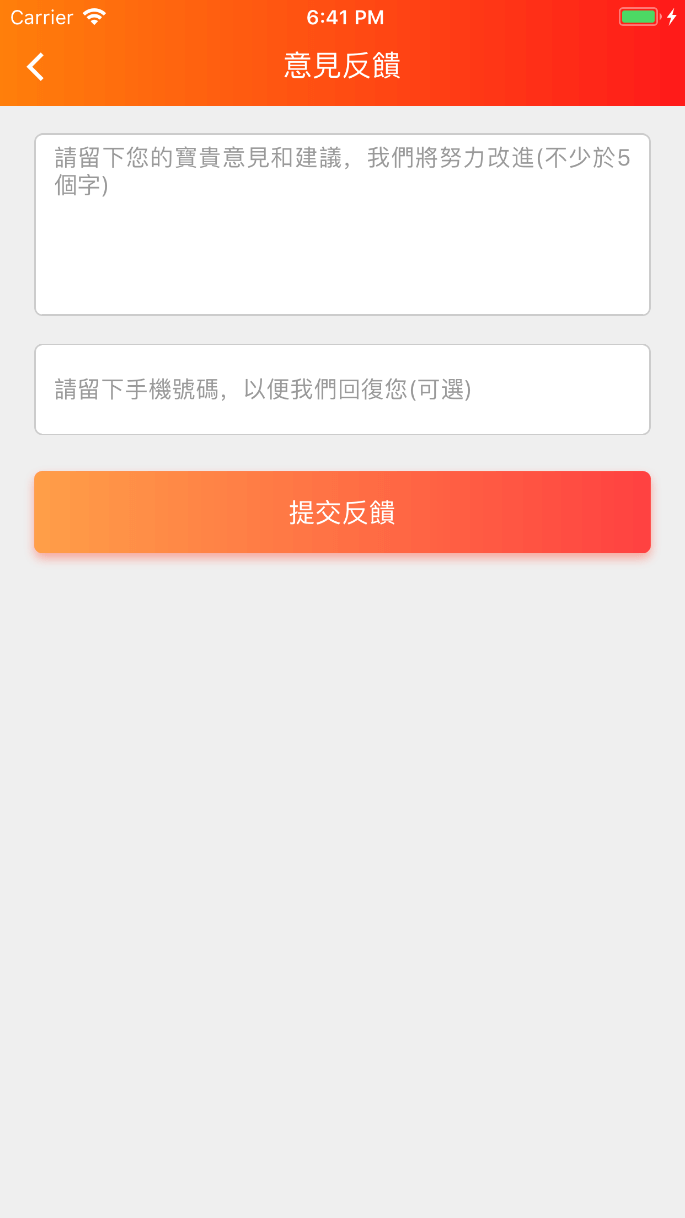 Carrier 6:41 PM
意見反饋
請留下您的寶貴意見和建議，我們將努力改進(不少於5
個字)
請留下手機號碼，以便我們回復您(可選)
提交反饋